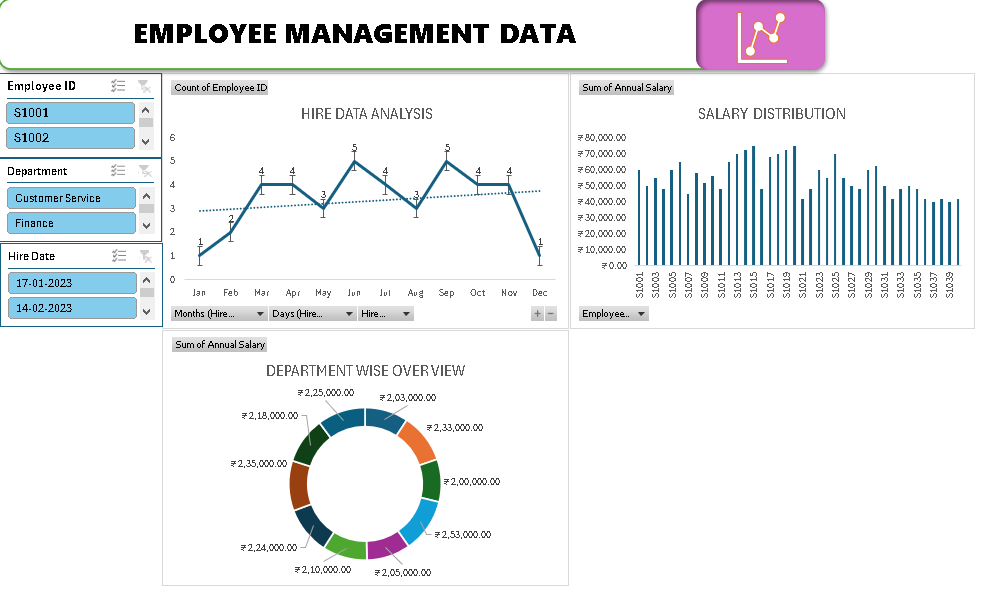 EMPLOYEE MANAGEMENT DATA
Employee ID
S1001
S1002
Department
Customer Service
Finance
Hire Date
17-01-2023
14-02-2023
Count of Employee ID
HIRE DATA ANALYSIS
6
5
4
3
2
1
0
1
2
4
4
3
5
4
3
5
4
4
1
Jan Feb Mar Apr May Jun Jul Aug Sep Oct Nov Dec
Months (Hire... Days (Hire... Hire... + −
Sum of Annual Salary
SALARY DISTRIBUTION
₹ 80,000.00
₹ 70,000.00
₹ 60,000.00
₹ 50,000.00
₹ 40,000.00
₹ 30,000.00
₹ 20,000.00
₹ 10,000.00
₹ 0.00
S1001 S1003 S1005 S1007 S1009 S1011 S1013 S1015 S1017 S1019 S1021 S1023 S1025 S1027 S1029 S1031 S1033 S1035 S1037 S1039
Employee...
Sum of Annual Salary
DEPARTMENT WISE OVER VIEW
₹ 2,25,000.00
₹ 2,03,000.00
₹ 2,18,000.00
₹ 2,33,000.00
₹ 2,35,000.00
₹ 2,00,000.00
₹ 2,53,000.00
₹ 2,24,000.00
₹ 2,10,000.00
₹ 2,05,000.00